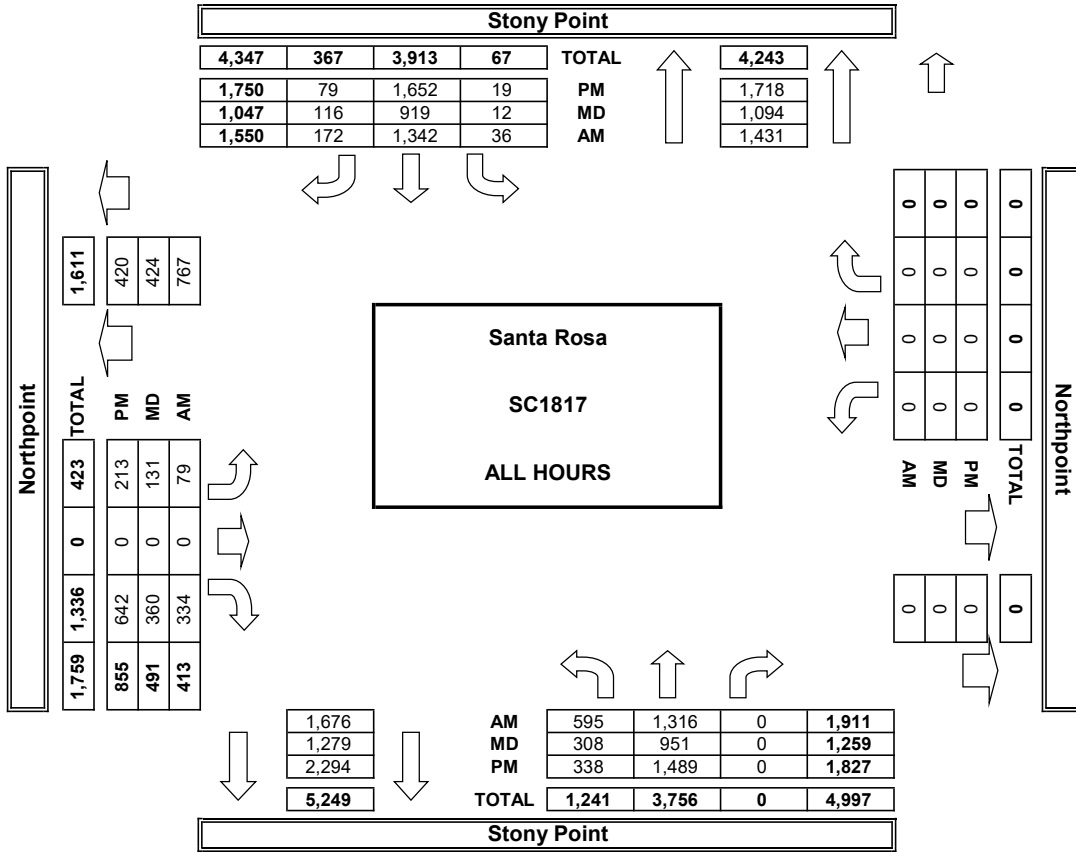 Stony Point
4,347 367 3,913 67 TOTAL 4,243
1,750 79 1,652 19 PM 1,718
1,047 116 919 12 MD 1,094
1,550 172 1,342 36 AM 1,431
Northpoint
1,611 420 424 767
TOTAL PM MD AM
423 213 131 79
0 0 0 0
1,336 642 360 334
1,759 855 491 413
Santa Rosa
SC1817
ALL HOURS
0 0 0 0
0 0 0 0
0 0 0 0
0 0 0 0
AM MD PM TOTAL
0 0 0 0
Northpoint
1,676 AM 595 1,316 0 1,911
1,279 MD 308 951 0 1,259
2,294 PM 338 1,489 0 1,827
5,249 TOTAL 1,241 3,756 0 4,997
Stony Point